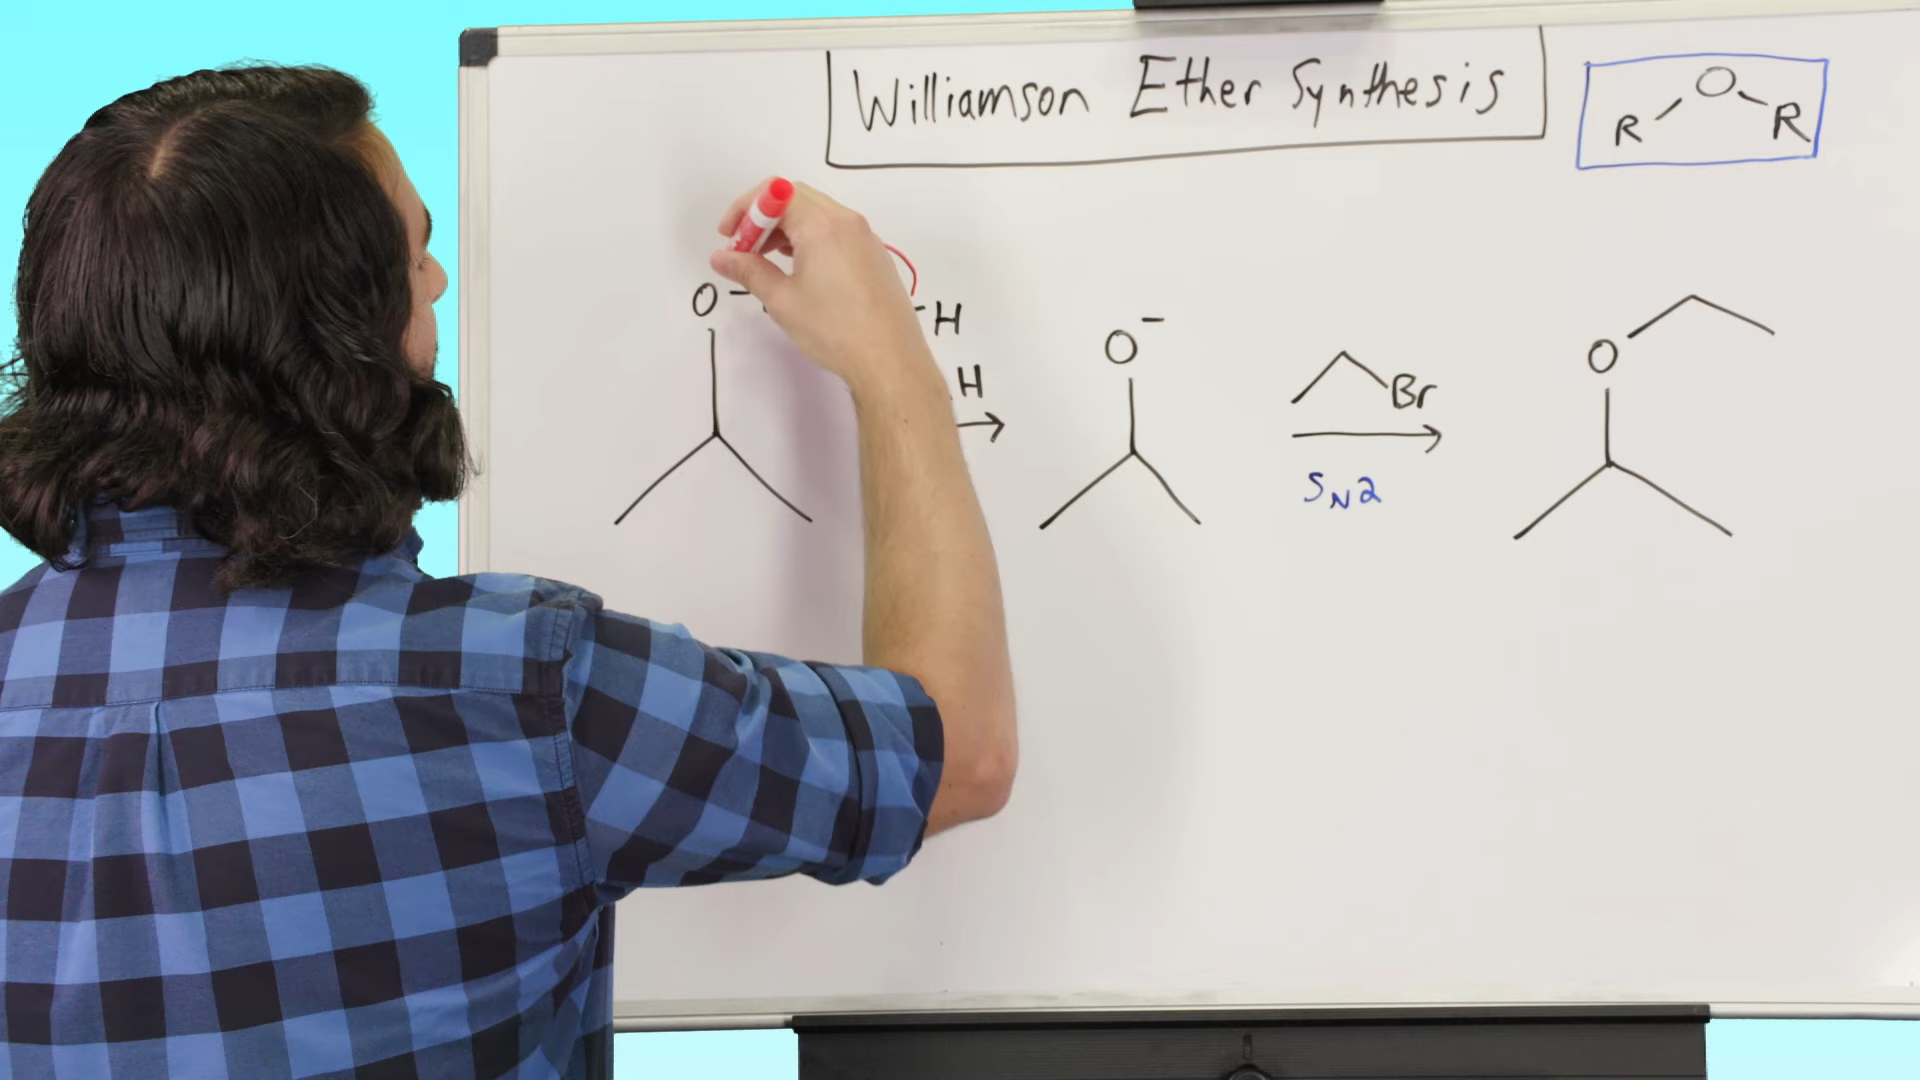 Williamson Ether Synthesis
R O R
O – H
H
O⁻
Br
SN2
O